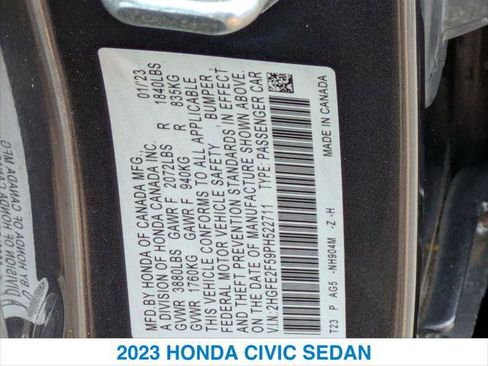 MFD BY HONDA OF CANADA MFG., 01/23
A DIVISION OF HONDA CANADA INC.
GVWR 3880LBS GAWR F 2072LBS R 1840LBS
GVWR 1760KG GAWR F 940KG R 835KG
THIS VEHICLE CONFORMS TO ALL APPLICABLE
FEDERAL MOTOR VEHICLE SAFETY, BUMPER,
AND THEFT PREVENTION STANDARDS IN EFFECT
ON THE DATE OF MANUFACTURE SHOWN ABOVE.
V.I.N: 2HGFE2F59PH522711 TYPE: PASSENGER CAR
T23 P AG5 -NH904M -Z -H MADE IN CANADA
2023 HONDA CIVIC SEDAN